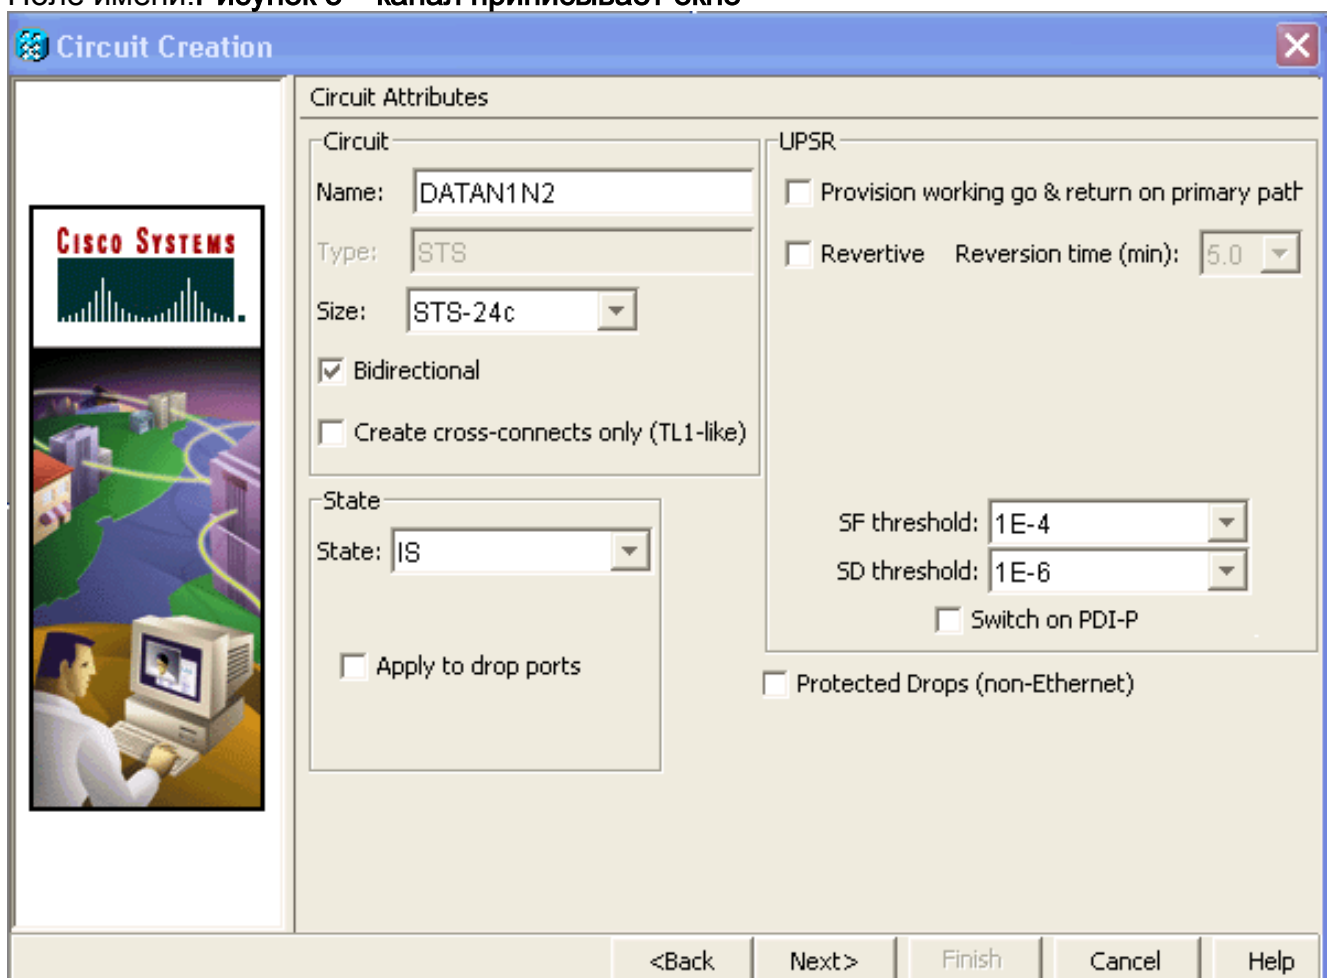 Circuit Creation
Circuit Attributes
Circuit
Name: DATAN1N2
Type: STS
Size: STS-24c
Bidirectional
Create cross-connects only (TL1-like)
State
State: IS
Apply to drop ports
UPSR
Provision working go & return on primary path
Revertive Reversion time (min): 5.0
SF threshold: 1E-4
SD threshold: 1E-6
Switch on PDI-P
Protected Drops (non-Ethernet)
CISCO SYSTEMS
<Back Next> Finish Cancel Help